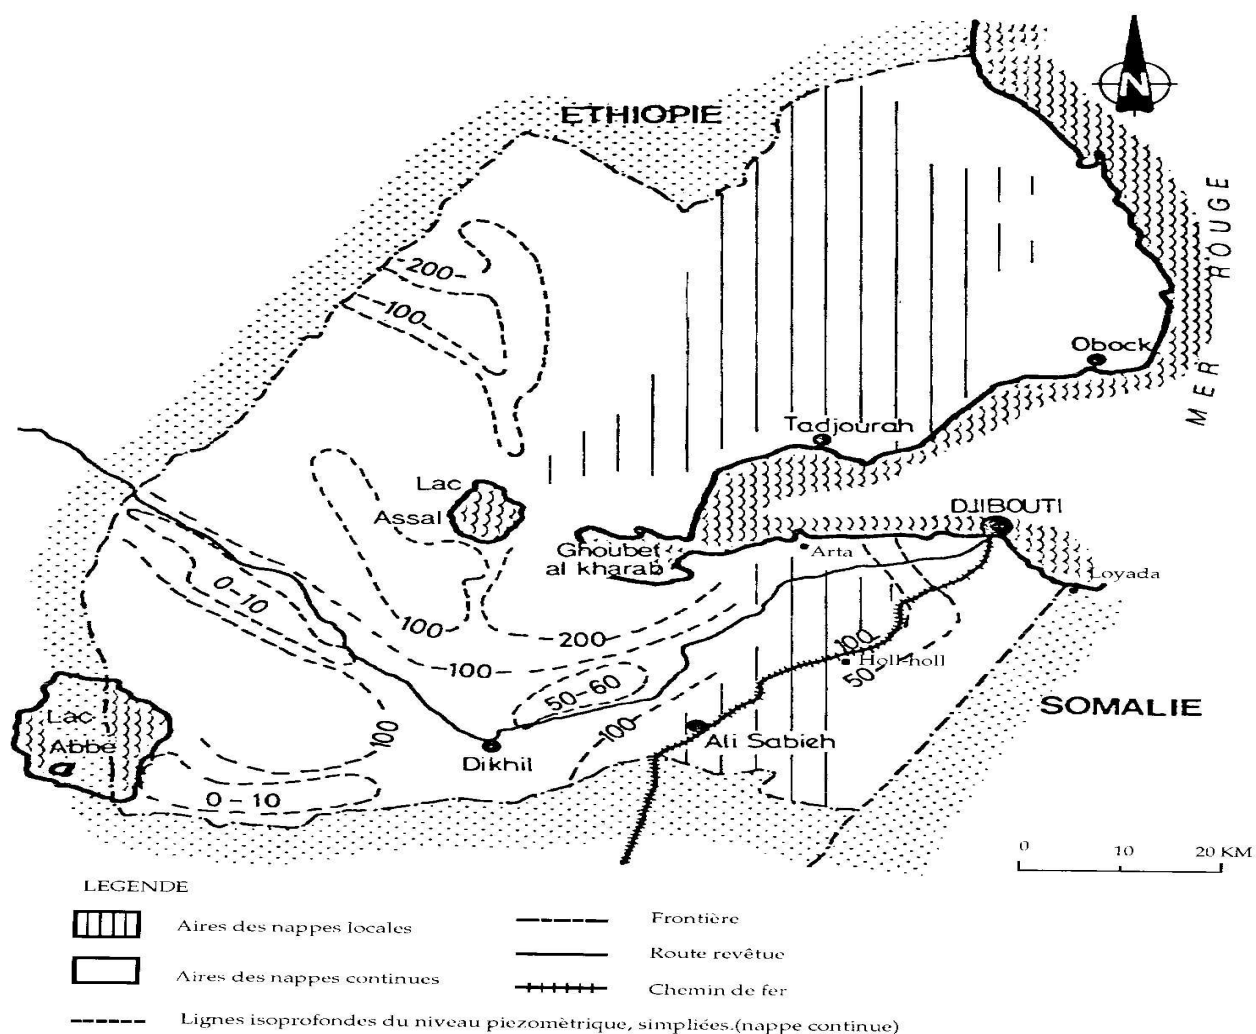 N
ETHIOPIE
MER ROUGE
-200-
-100
Obock
Tadjourah
Lac
Assal
DJIBOUTI
Ghoubet
al kharab
Arta
Loyada
0-10
100
-200
-100-
100
Holl-holl
50
50-60
-100
SOMALIE
Lac
Abbe
100
Ali Sabieh
Dikhil
0-10
0 10 20 KM
LEGENDE
Aires des nappes locales
Aires des nappes continues
Frontière
Route revêtue
Chemin de fer
Lignes isoprofondes du niveau piezomètrique, simpliées.(nappe continue)